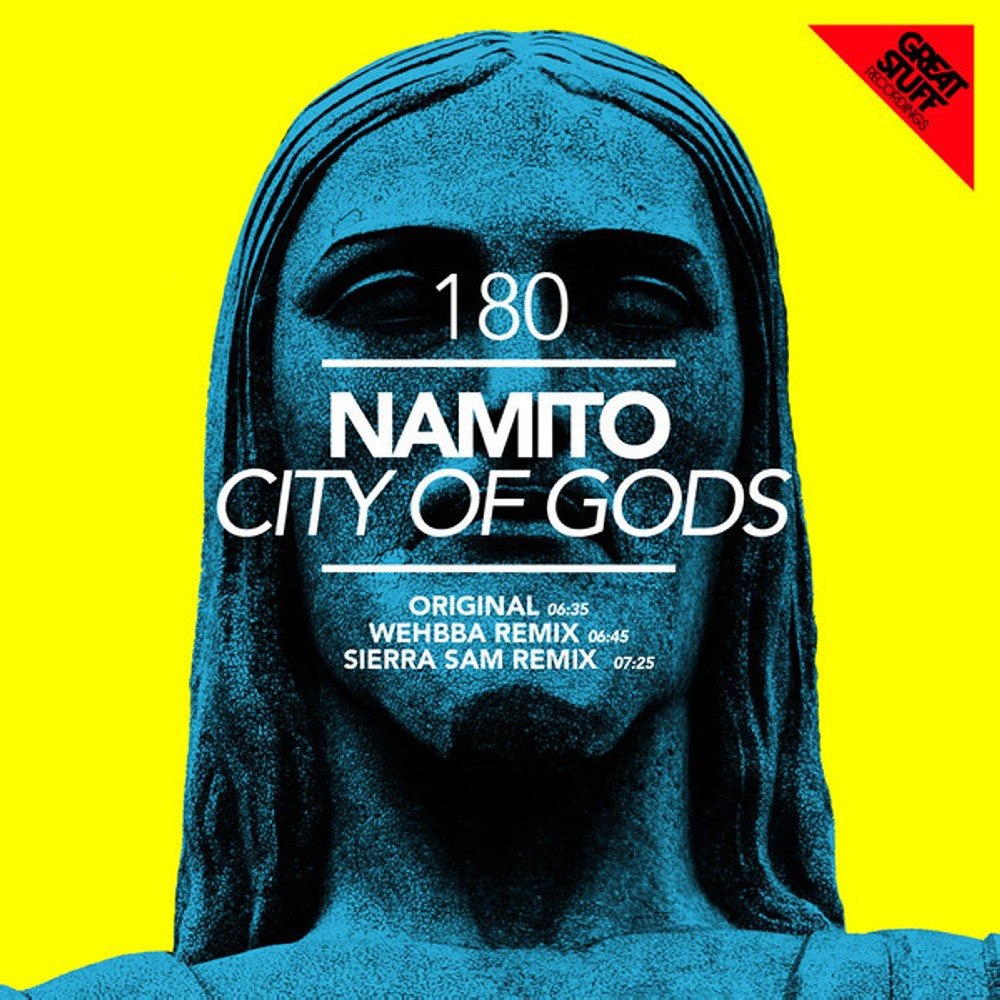 GREAT
STUFF
RECORDINGS
180
NAMITO
CITY OF GODS
ORIGINAL 06:35
WEHBBA REMIX 06:45
SIERRA SAM REMIX 07:25